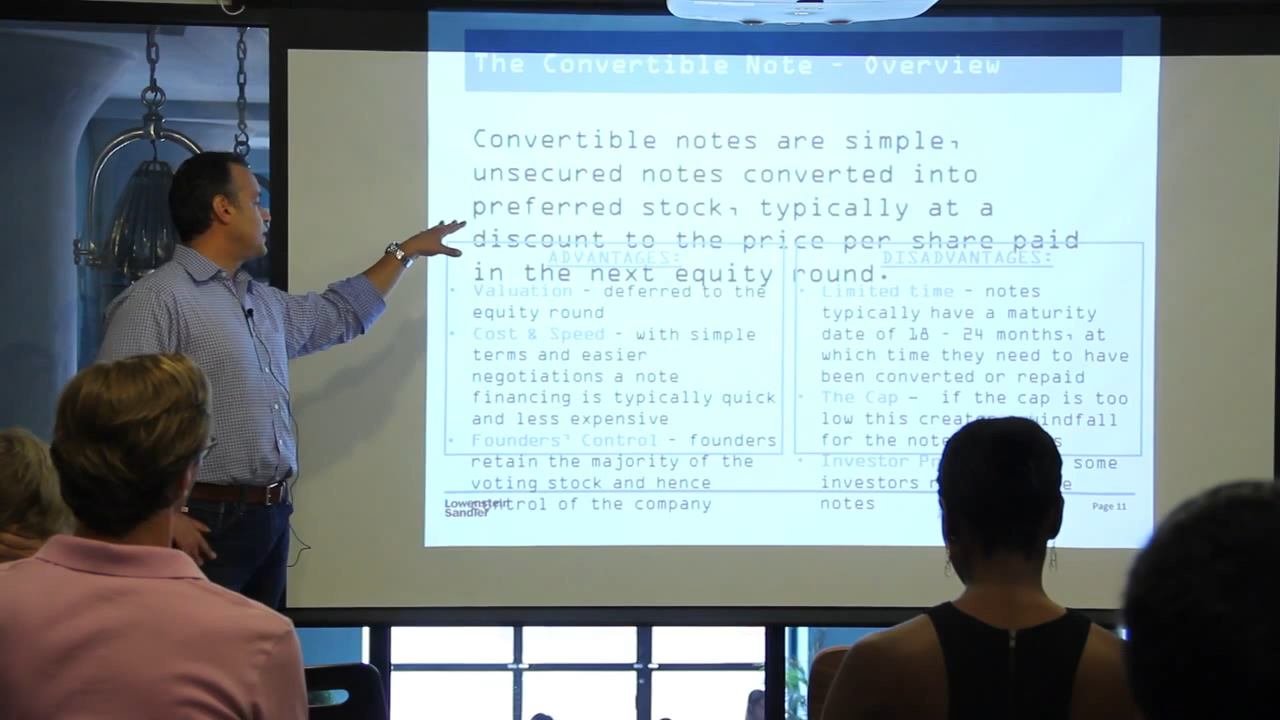 The Convertible Note - Overview
Convertible notes are simple,
unsecured notes converted into
preferred stock, typically at a
discount to the price per share paid
in the next equity round.
ADVANTAGES:
• Valuation - deferred to the
equity round
• Cost & Speed - with simple
terms and easier
negotiations a note
financing is typically quick
and less expensive
• Founders' Control - founders
retain the majority of the
voting stock and hence
control of the company
DISADVANTAGES:
• Limited time - notes
typically have a maturity
date of 18 - 24 months, at
which time they need to have
been converted or repaid
• The Cap - if the cap is too
low this creates windfall
for the
• Investor some
investors
notes
Lowenstein
Sandler
Page 11